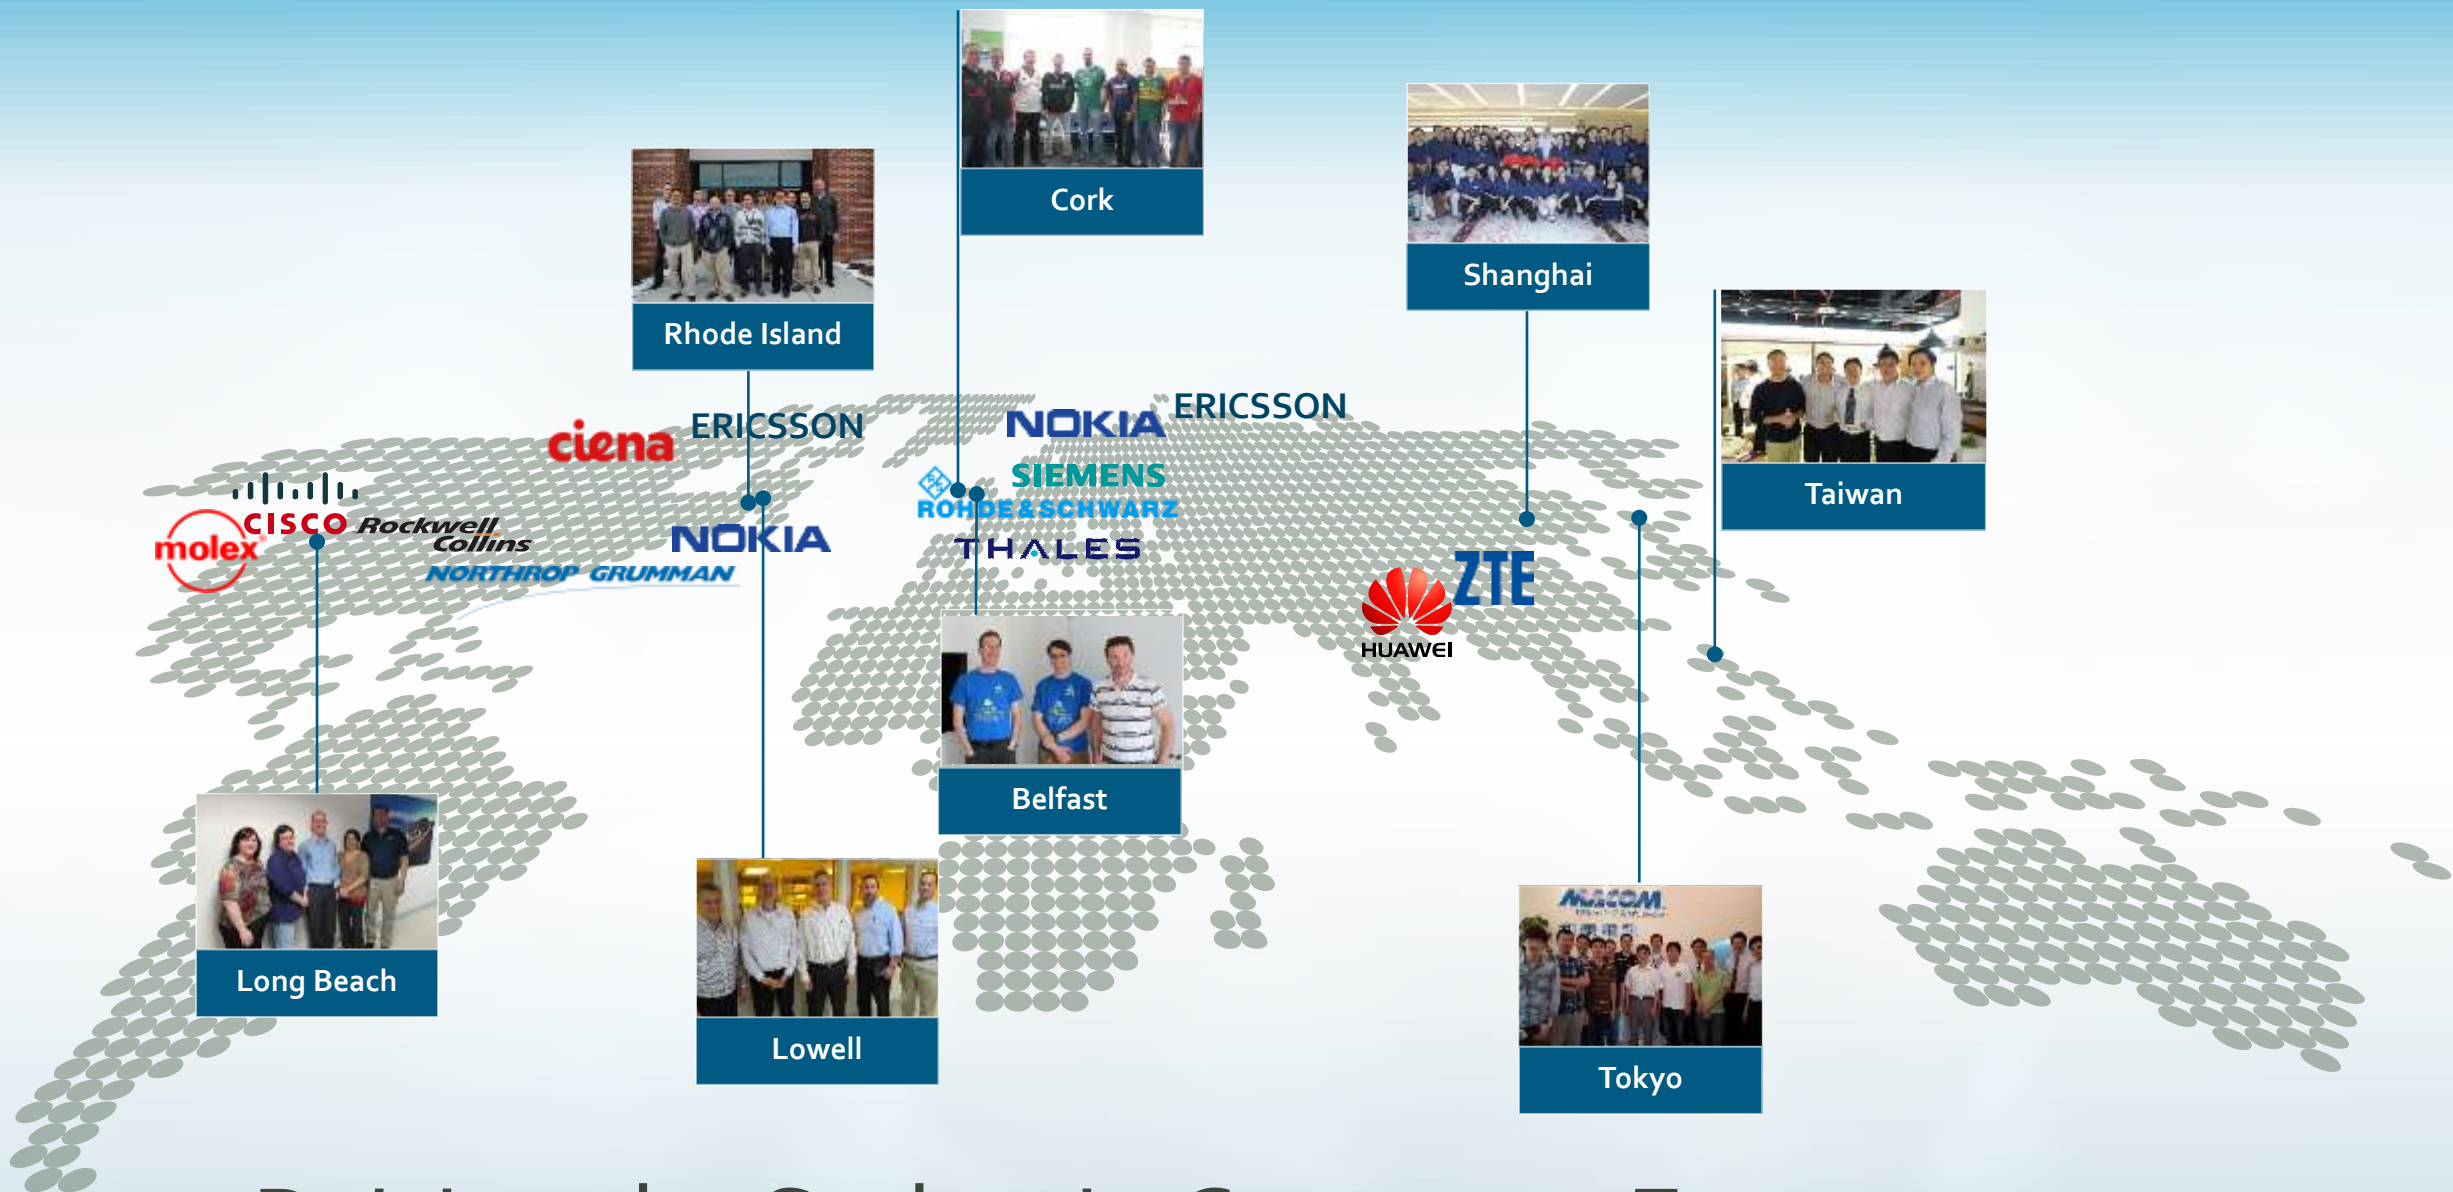 Cork
Shanghai
Rhode Island
Taiwan
ERICSSON
NOKIA
ERICSSON
ciena
SIEMENS
CISCO
Rockwell
Collins
molex
ROHDE & SCHWARZ
NOKIA
THALES
NORTHROP GRUMMAN
ZTE
HUAWEI
Belfast
Long Beach
MACOM
Lowell
Tokyo